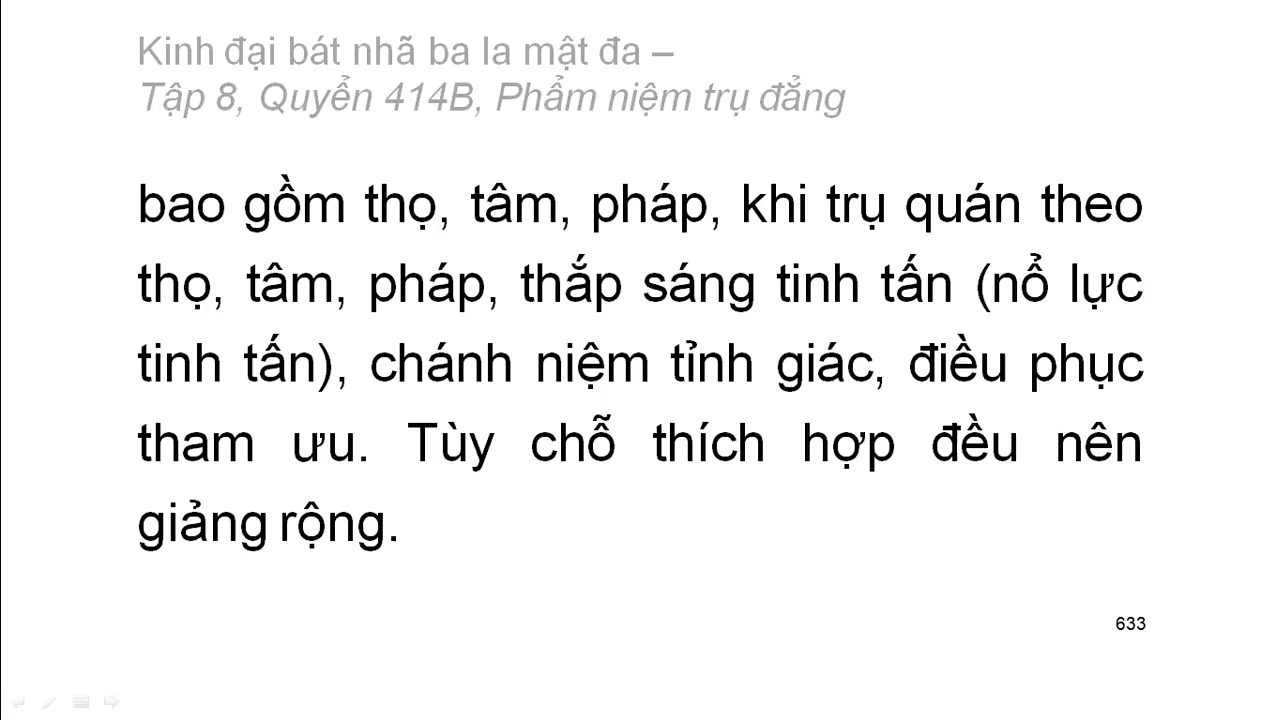 Kinh đại bát nhã ba la mật đa –
Tập 8, Quyển 414B, Phẩm niệm trụ đẳng
bao gồm thọ, tâm, pháp, khi trụ quán theo
thọ, tâm, pháp, thắp sáng tinh tấn (nổ lực
tinh tấn), chánh niệm tỉnh giác, điều phục
tham ưu. Tùy chỗ thích hợp đều nên
giảng rộng.
633